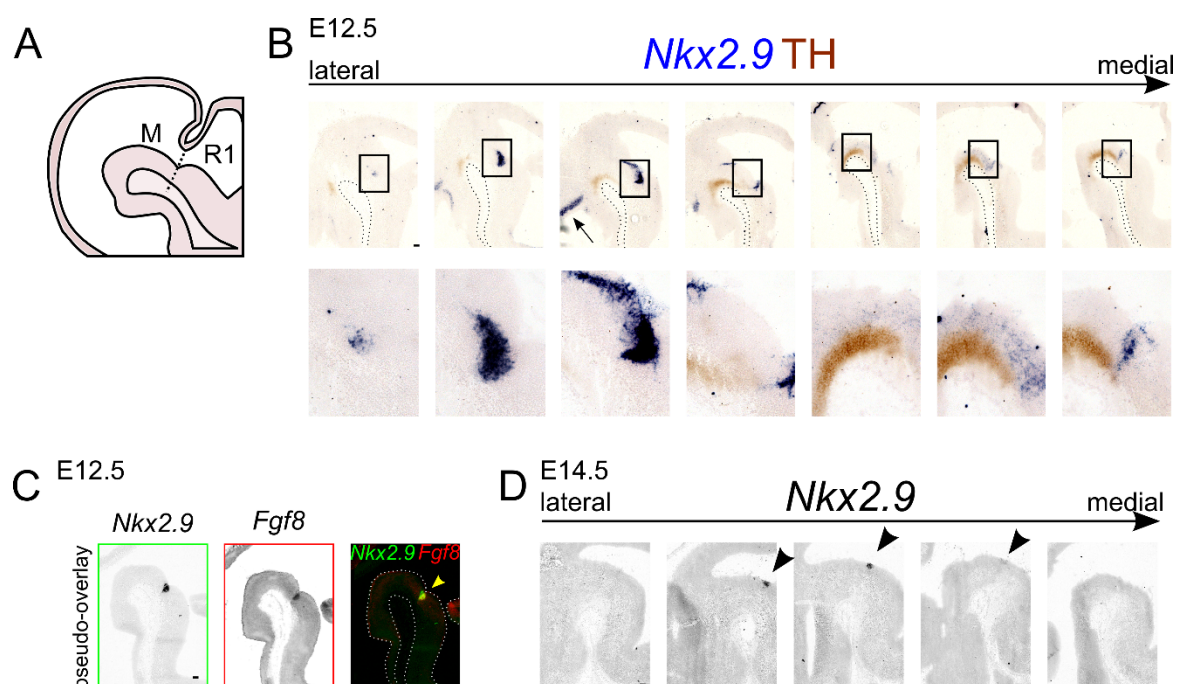 A
M
R1
B
E12.5
Nkx2.9 TH
lateral
medial
C
E12.5
Nkx2.9
Fgf8
pseudo-overlay
Nkx2.9 Fgf8
D
E14.5
Nkx2.9
lateral
medial